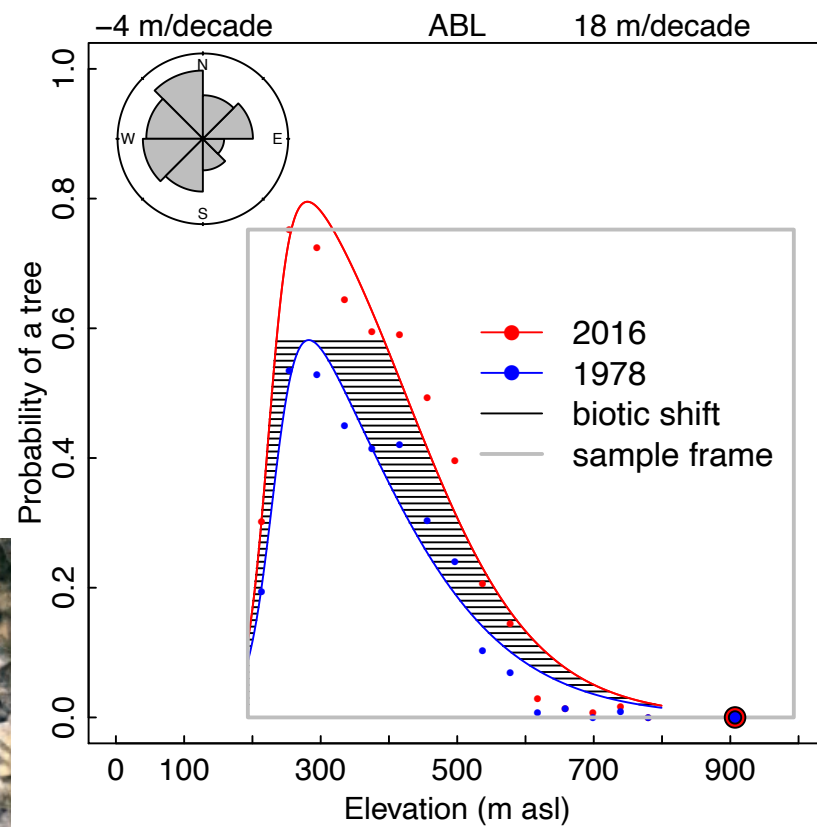 −4 m/decade ABL 18 m/decade
N
W E
S
Probability of a tree
1.0
0.8
0.6
0.4
0.2
0.0
2016
1978
biotic shift
sample frame
0 100 300 500 700 900
Elevation (m asl)